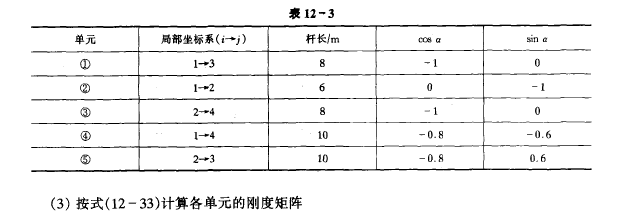 表12-3
单元 局部坐标系(i→j) 杆长/m cos α sin α
① 1→3 8 -1 0
② 1→2 6 0 -1
③ 2→4 8 -1 0
④ 1→4 10 -0.8 -0.6
⑤ 2→3 10 -0.8 0.6
(3) 按式(12-33)计算各单元的刚度矩阵